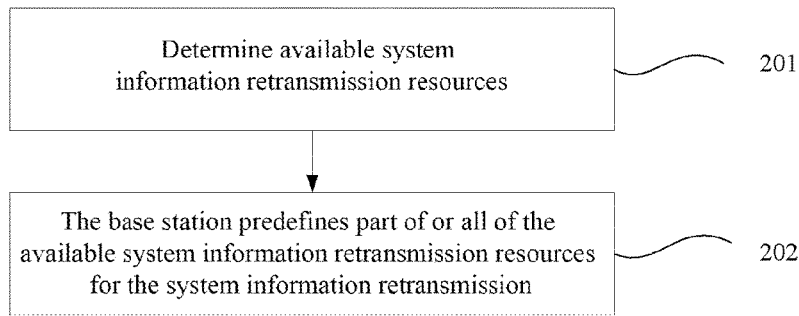 Determine available system
information retransmission resources
201
The base station predefines part of or all of the
available system information retransmission resources
for the system information retransmission
202